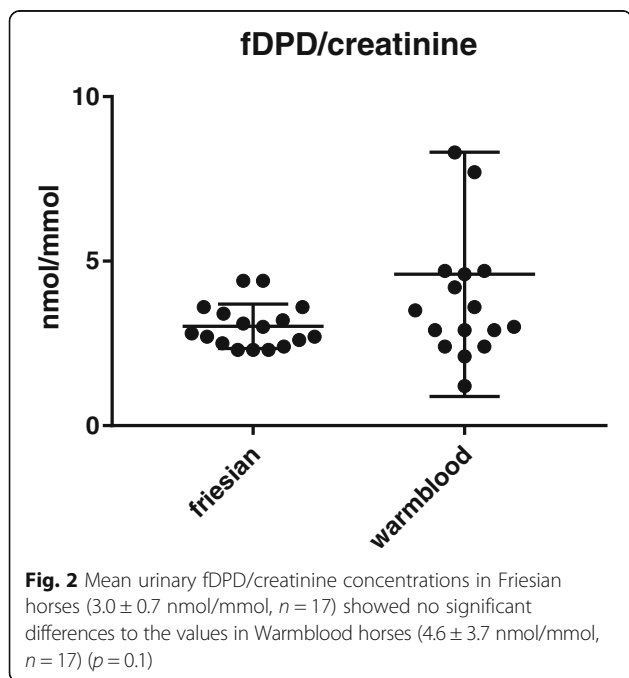 fDPD/creatinine
10
nmol/mmol
5
0
friesian
warmblood
Fig. 2 Mean urinary fDPD/creatinine concentrations in Friesian
horses (3.0 ± 0.7 nmol/mmol, n = 17) showed no significant
differences to the values in Warmblood horses (4.6 ± 3.7 nmol/mmol,
n = 17) (p = 0.1)